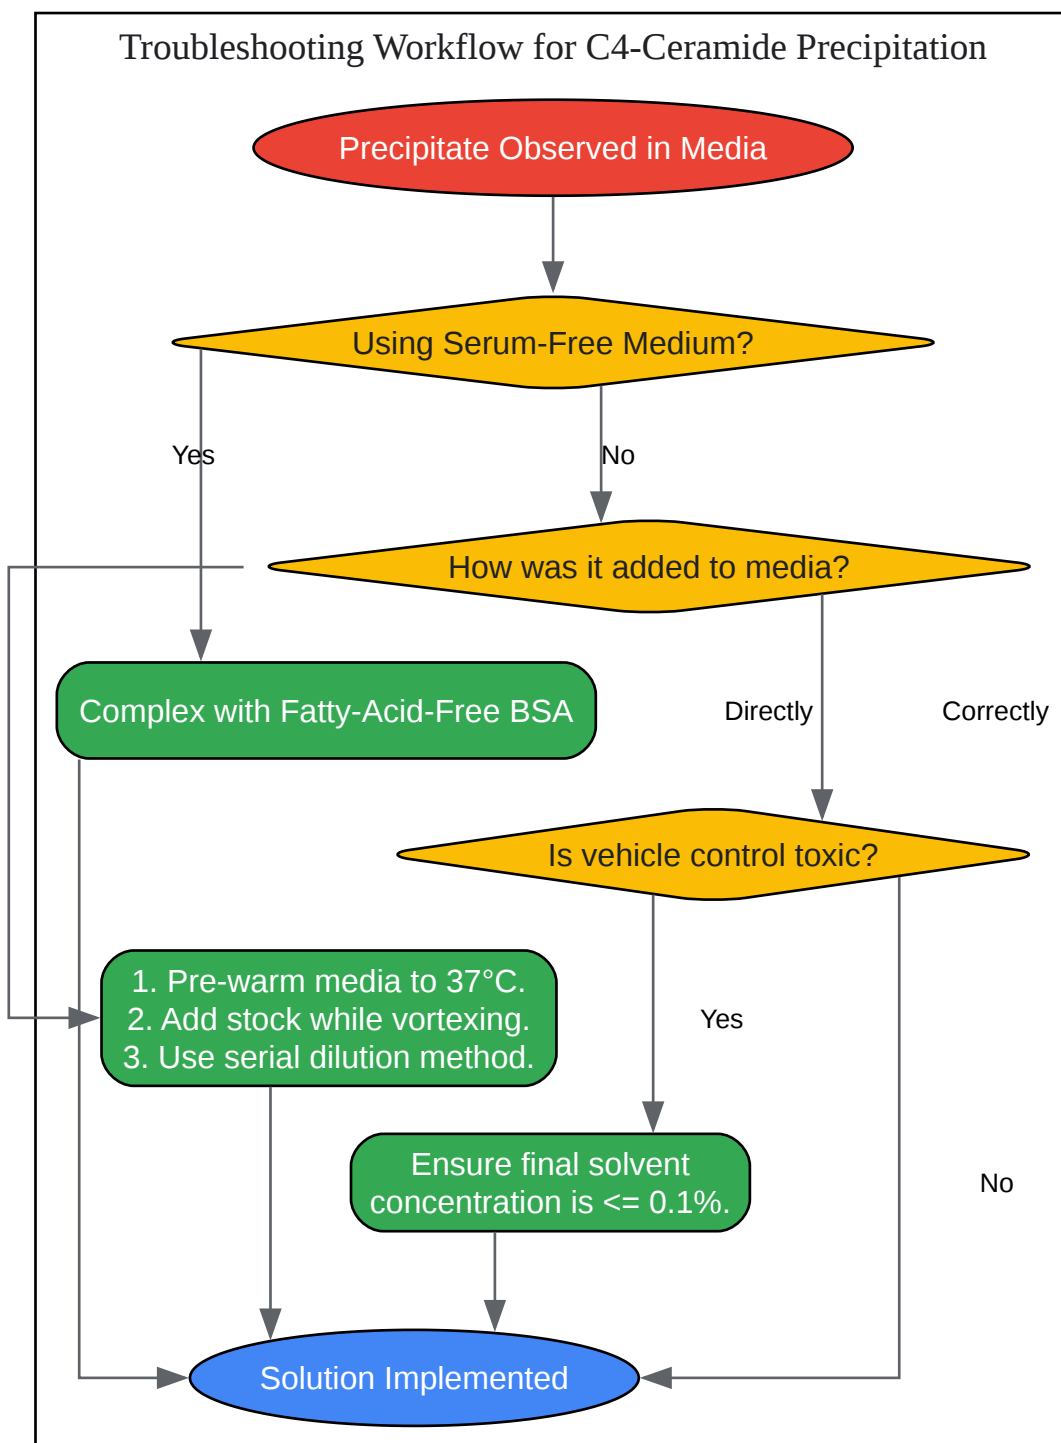 Troubleshooting Workflow for C4-Ceramide Precipitation
Precipitate Observed in Media
Using Serum-Free Medium?
Yes
No
How was it added to media?
Complex with Fatty-Acid-Free BSA
Directly
Correctly
Is vehicle control toxic?
1. Pre-warm media to 37°C.
2. Add stock while vortexing.
3. Use serial dilution method.
Yes
Ensure final solvent
concentration is <= 0.1%.
No
Solution Implemented